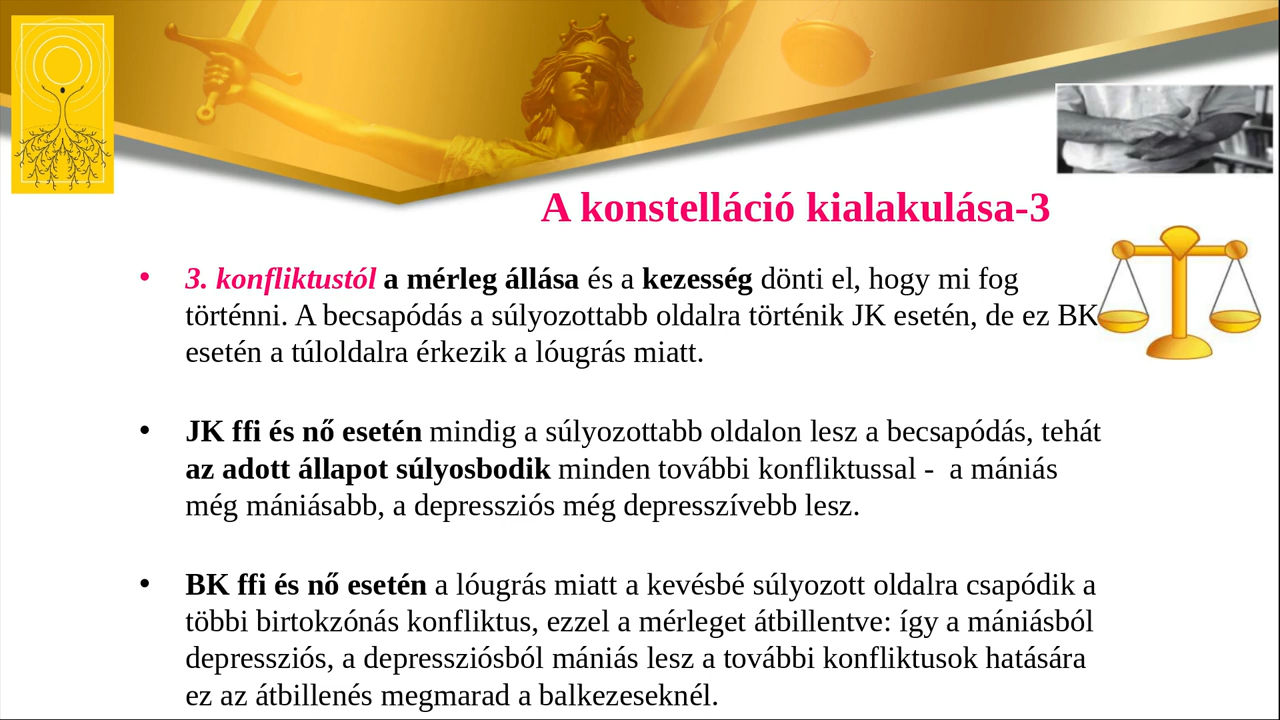 A konstelláció kialakulása-3
• 3. konfliktustól a mérleg állása és a kezesség dönti el, hogy mi fog
történni. A becsapódás a súlyozottabb oldalra történik JK esetén, de ez BK
esetén a túloldalra érkezik a lóugrás miatt.
• JK ffi és nő esetén mindig a súlyozottabb oldalon lesz a becsapódás, tehát
az adott állapot súlyosbodik minden további konfliktussal - a mániás
még mániásabb, a depressziós még depresszívebb lesz.
• BK ffi és nő esetén a lóugrás miatt a kevésbé súlyozott oldalra csapódik a
többi birtokzónás konfliktus, ezzel a mérleget átbillentve: így a mániásból
depressziós, a depressziósból mániás lesz a további konfliktusok hatására
ez az átbillenés megmarad a balkezeseknél.